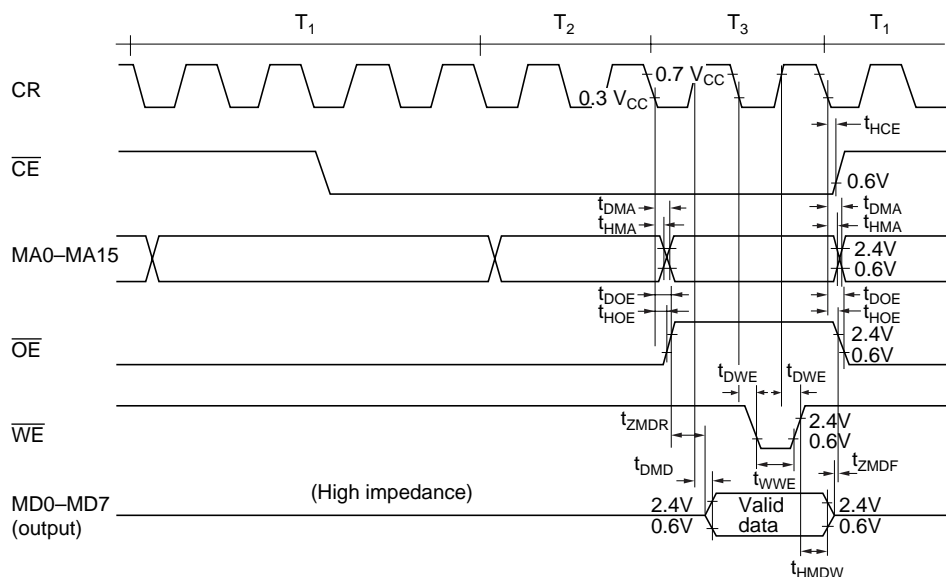 T1 T2 T3 T1
CR 0.7 VCC
0.3 VCC
tHCE
CE 0.6V
tDMA tDMA
tHMA tHMA
MA0–MA15 2.4V
0.6V
tDOE tDOE
tHOE tHOE
OE 2.4V
0.6V
tDWE tDWE
WE 2.4V
tZMDR 0.6V
tDMD tWWE tZMDF
(High impedance)
MD0–MD7 2.4V Valid 2.4V
(output) 0.6V data 0.6V
tHMDW